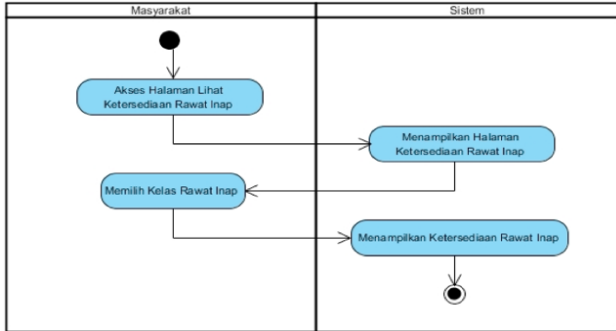 Masyarakat
Sistem
Akses Halaman Lihat
Ketersediaan Rawat Inap
Menampilkan Halaman
Ketersediaan Rawat Inap
Memilih Kelas Rawat Inap
Menampilkan Ketersediaan Rawat Inap